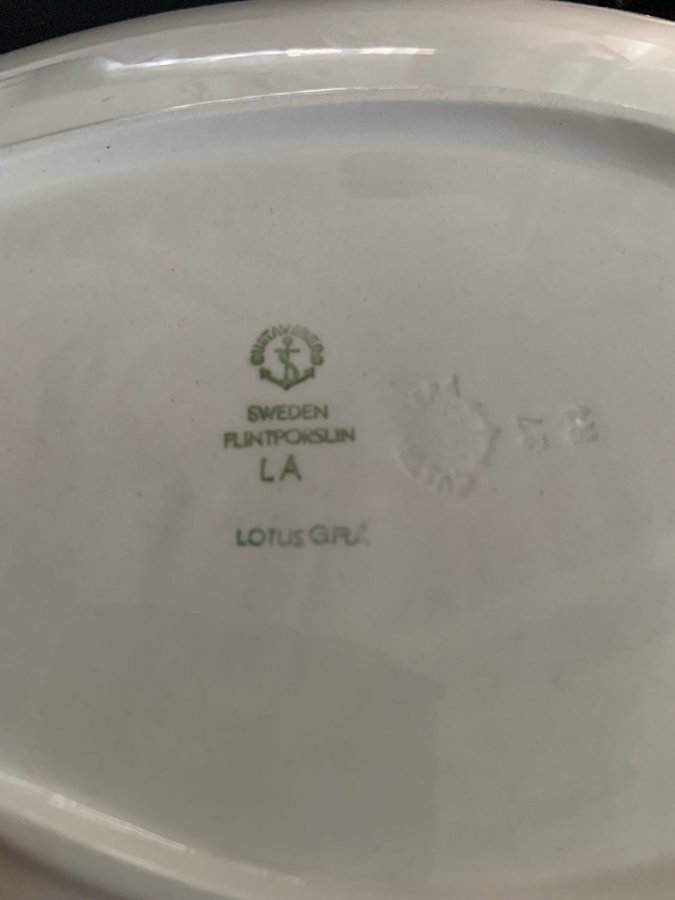 GUSTAVSBERG
SWEDEN
FLINTPORSLIN
LA
LOTUS GRÅ